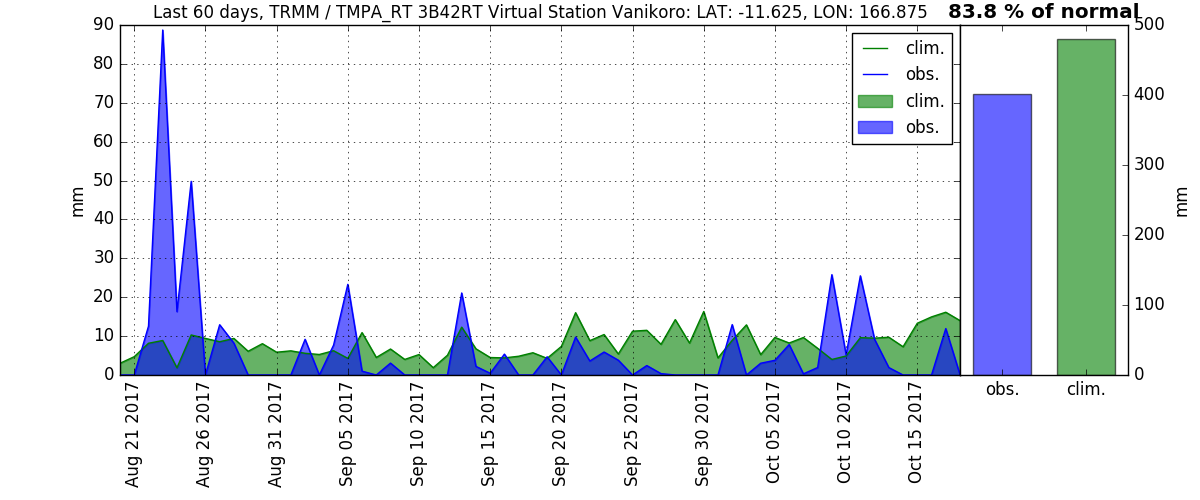 Last 60 days, TRMM / TMPA_RT 3B42RT Virtual Station Vanikoro: LAT: -11.625, LON: 166.875
83.8 % of normal
90
80
70
60
50
40
30
20
10
0
mm
clim.
obs.
clim.
obs.
Aug 21 2017
Aug 26 2017
Aug 31 2017
Sep 05 2017
Sep 10 2017
Sep 15 2017
Sep 20 2017
Sep 25 2017
Sep 30 2017
Oct 05 2017
Oct 10 2017
Oct 15 2017
500
400
300
200
100
0
mm
obs.
clim.